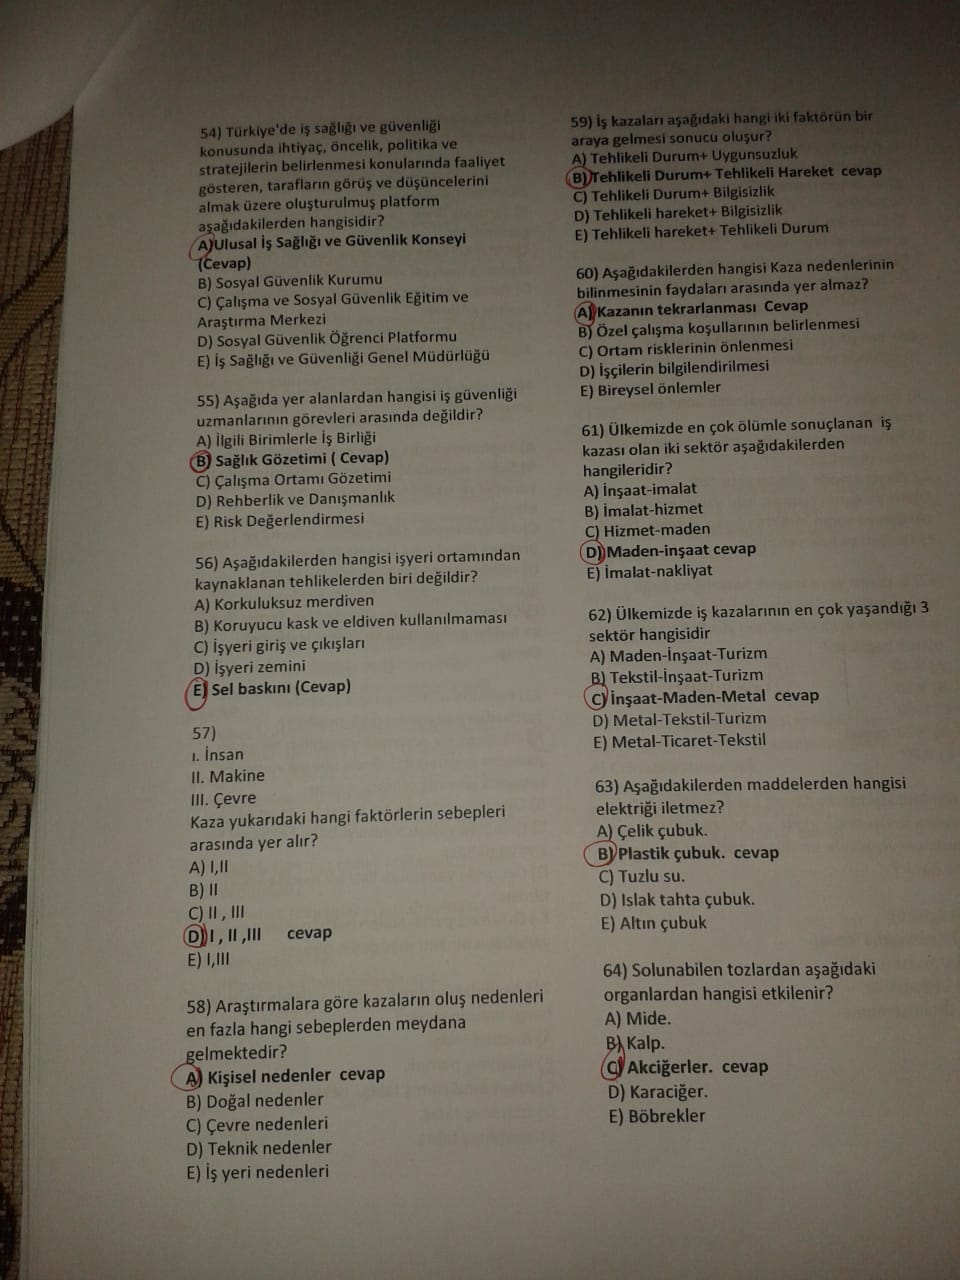 54) Türkiye'de iş sağlığı ve güvenliği
konusunda ihtiyaç, öncelik, politika ve
stratejilerin belirlenmesi konularında faaliyet
gösteren, tarafların görüş ve düşüncelerini
almak üzere oluşturulmuş platform
aşağıdakilerden hangisidir?
A)Ulusal İş Sağlığı ve Güvenlik Konseyi
(Cevap)
B) Sosyal Güvenlik Kurumu
C) Çalışma ve Sosyal Güvenlik Eğitim ve
Araştırma Merkezi
D) Sosyal Güvenlik Öğrenci Platformu
E) İş Sağlığı ve Güvenliği Genel Müdürlüğü
55) Aşağıda yer alanlardan hangisi iş güvenliği
uzmanlarının görevleri arasında değildir?
A) İlgili Birimlerle İş Birliği
B) Sağlık Gözetimi ( Cevap)
C) Çalışma Ortamı Gözetimi
D) Rehberlik ve Danışmanlık
E) Risk Değerlendirmesi
56) Aşağıdakilerden hangisi işyeri ortamından
kaynaklanan tehlikelerden biri değildir?
A) Korkuluksuz merdiven
B) Koruyucu kask ve eldiven kullanılmaması
C) İşyeri giriş ve çıkışları
D) İşyeri zemini
E) Sel baskını (Cevap)
57)
I. İnsan
II. Makine
III. Çevre
Kaza yukarıdaki hangi faktörlerin sebepleri
arasında yer alır?
A) I,II
B) II
C) II , III
D) I , II ,III cevap
E) I,III
58) Araştırmalara göre kazaların oluş nedenleri
en fazla hangi sebeplerden meydana
gelmektedir?
A) Kişisel nedenler cevap
B) Doğal nedenler
C) Çevre nedenleri
D) Teknik nedenler
E) İş yeri nedenleri
59) İş kazaları aşağıdaki hangi iki faktörün bir
araya gelmesi sonucu oluşur?
A) Tehlikeli Durum+ Uygunsuzluk
B) Tehlikeli Durum+ Tehlikeli Hareket cevap
C) Tehlikeli Durum+ Bilgisizlik
D) Tehlikeli hareket+ Bilgisizlik
E) Tehlikeli hareket+ Tehlikeli Durum
60) Aşağıdakilerden hangisi Kaza nedenlerinin
bilinmesinin faydaları arasında yer almaz?
A) Kazanın tekrarlanması Cevap
B) Özel çalışma koşullarının belirlenmesi
C) Ortam risklerinin önlenmesi
D) İşçilerin bilgilendirilmesi
E) Bireysel önlemler
61) Ülkemizde en çok ölümle sonuçlanan iş
kazası olan iki sektör aşağıdakilerden
hangileridir?
A) İnşaat-imalat
B) İmalat-hizmet
C) Hizmet-maden
D) Maden-inşaat cevap
E) İmalat-nakliyat
62) Ülkemizde iş kazalarının en çok yaşandığı 3
sektör hangisidir
A) Maden-İnşaat-Turizm
B) Tekstil-İnşaat-Turizm
C) İnşaat-Maden-Metal cevap
D) Metal-Tekstil-Turizm
E) Metal-Ticaret-Tekstil
63) Aşağıdakilerden maddelerden hangisi
elektriği iletmez?
A) Çelik çubuk.
B) Plastik çubuk. cevap
C) Tuzlu su.
D) Islak tahta çubuk.
E) Altın çubuk
64) Solunabilen tozlardan aşağıdaki
organlardan hangisi etkilenir?
A) Mide.
B) Kalp.
C) Akciğerler. cevap
D) Karaciğer.
E) Böbrekler